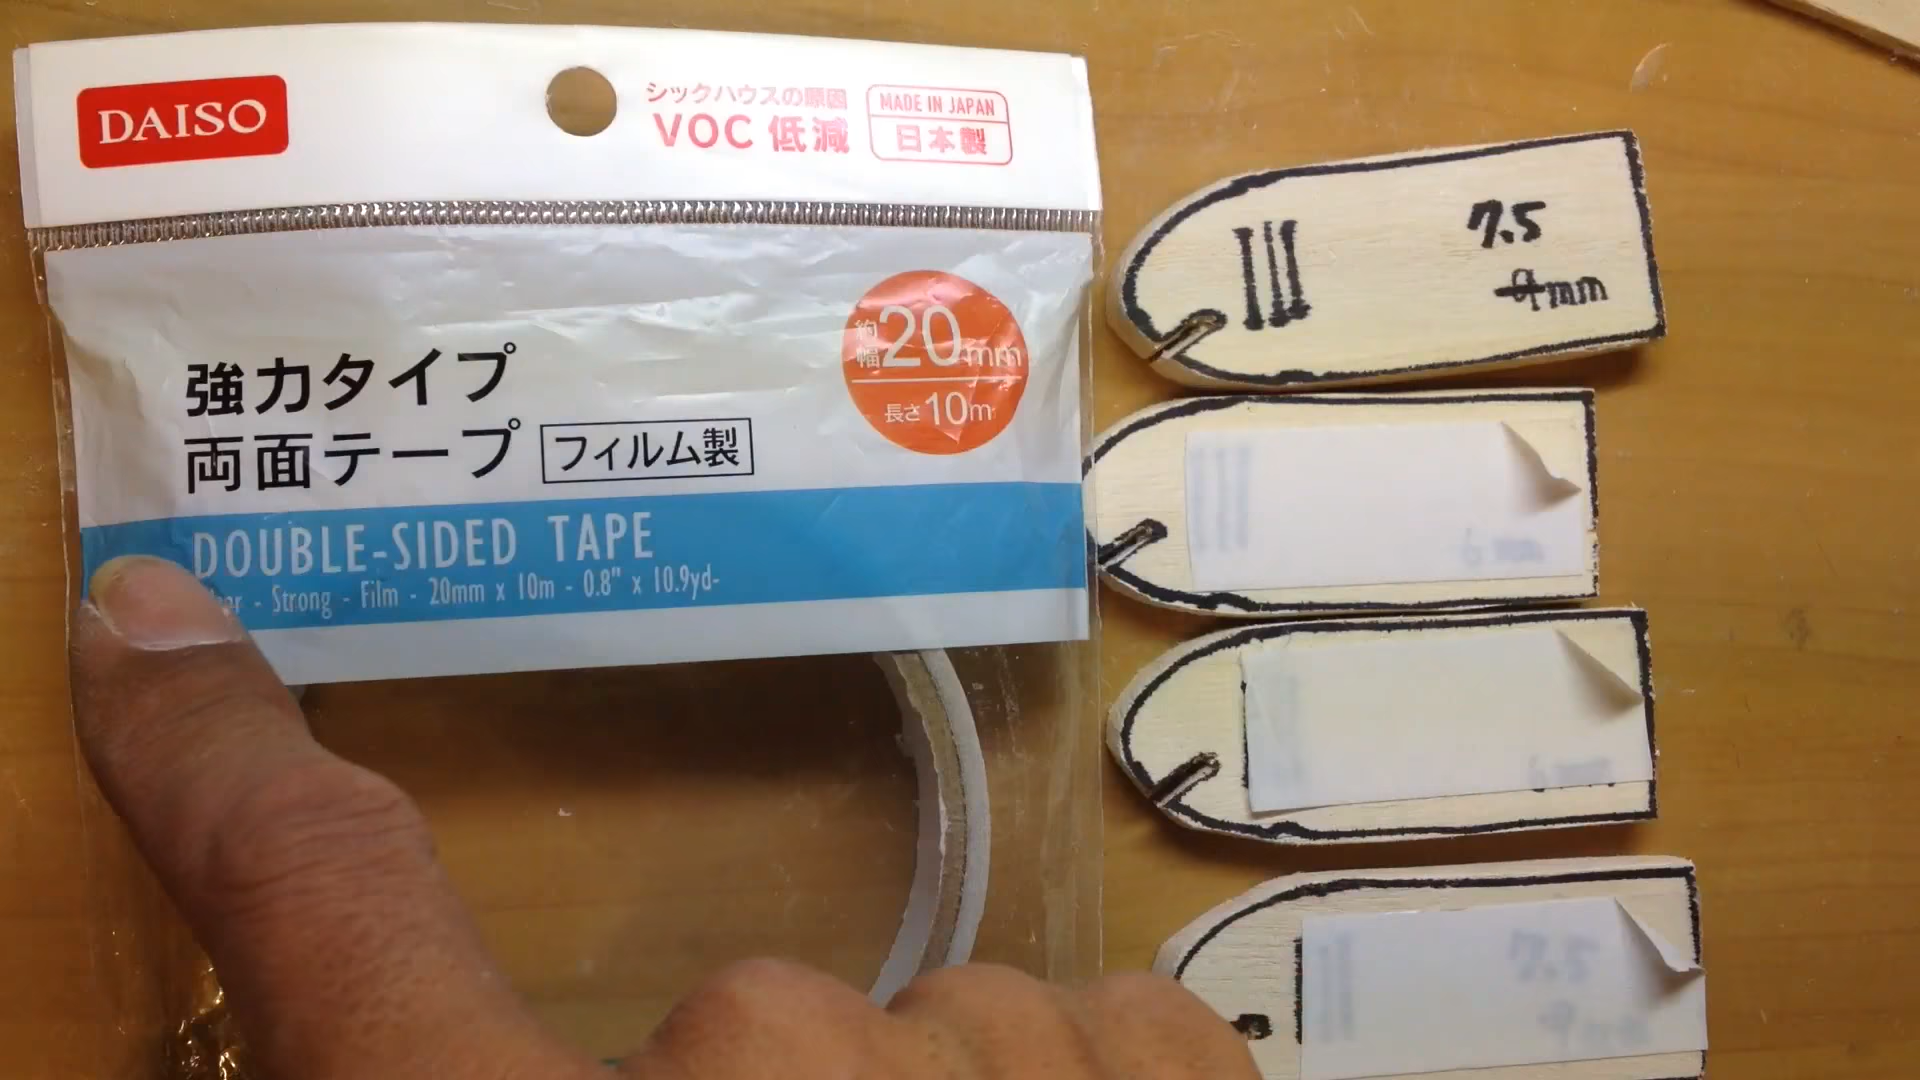 DAISO
シックハウスの原因
VOC 低減
MADE IN JAPAN
日本製
約幅20mm
長さ10m
強力タイプ
両面テープ フィルム製
DOUBLE-SIDED TAPE
- Strong - Film - 20mm x 10m - 0.8" x 10.9yd-
7.5
9mm
7.5